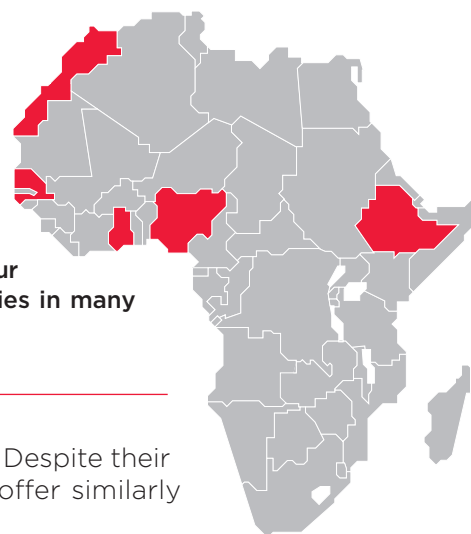 ur
ies in many
Despite their
offer similarly